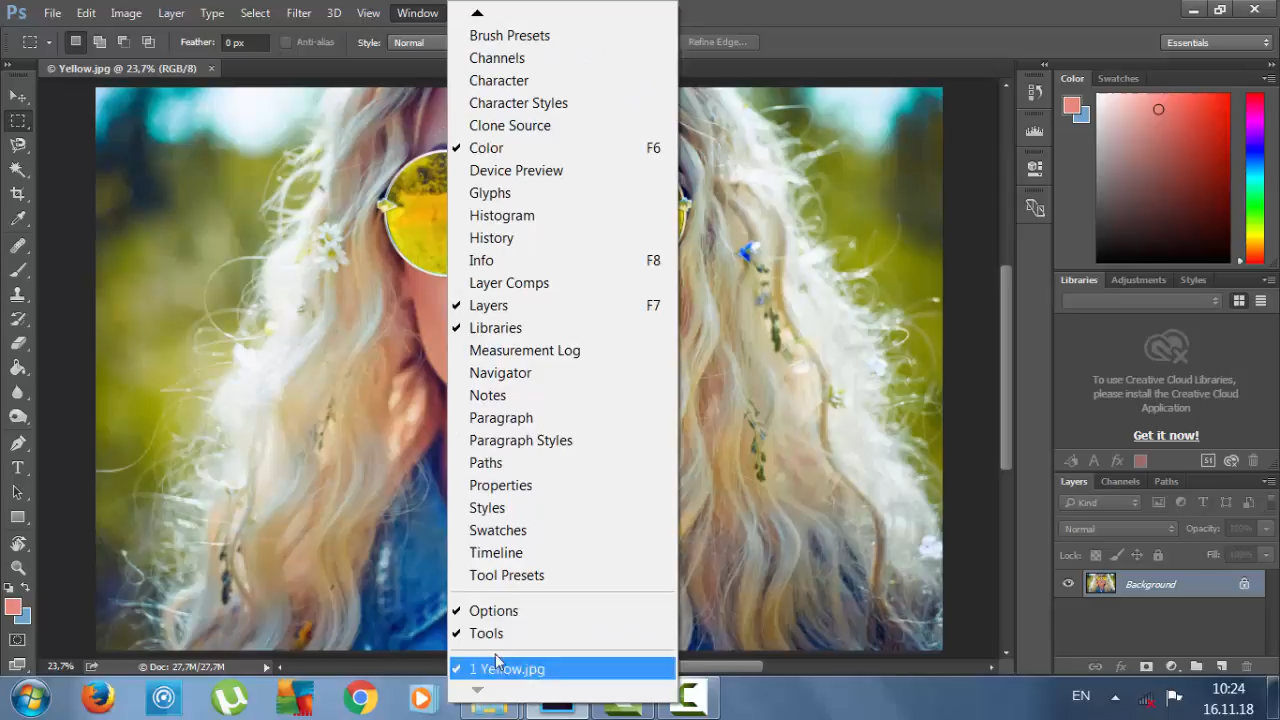 Ps File Edit Image Layer Type Select Filter 3D View Window
Feather: 0 px Anti-alias Style: Normal Refine Edge... Essentials
© Yellow.jpg @ 23,7% (RGB/8) ×
Brush Presets
Channels
Character
Character Styles
Clone Source
Color F6
Device Preview
Glyphs
Histogram
History
Info F8
Layer Comps
Layers F7
Libraries
Measurement Log
Navigator
Notes
Paragraph
Paragraph Styles
Paths
Properties
Styles
Swatches
Timeline
Tool Presets
Options
Tools
1 Yellow.jpg
Color Swatches
Libraries Adjustments Styles
To use Creative Cloud Libraries,
please install the Creative Cloud
Application
Get it now!
Layers Channels Paths
Kind
Normal Opacity:
Lock: Fill:
Background
23,7% Doc: 27,7M/27,7M
EN 10:24
16.11.18